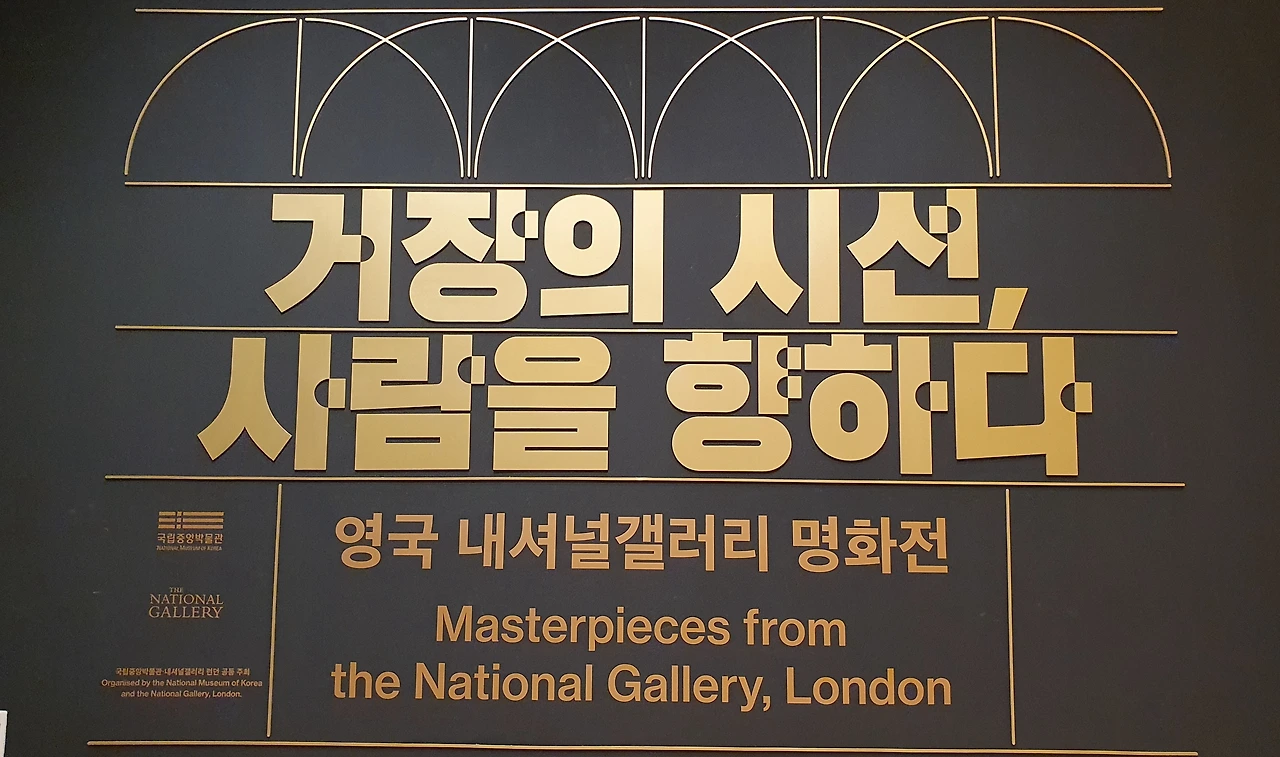 거장의 시선,
사람을 향하다
영국 내셔널갤러리 명화전
Masterpieces from
the National Gallery, London
국립중앙박물관
NATIONAL MUSEUM OF KOREA
THE
NATIONAL
GALLERY
국립중앙박물관·내셔널갤러리 런던 공동 주최
Organised by the National Museum of Korea
and the National Gallery, London.